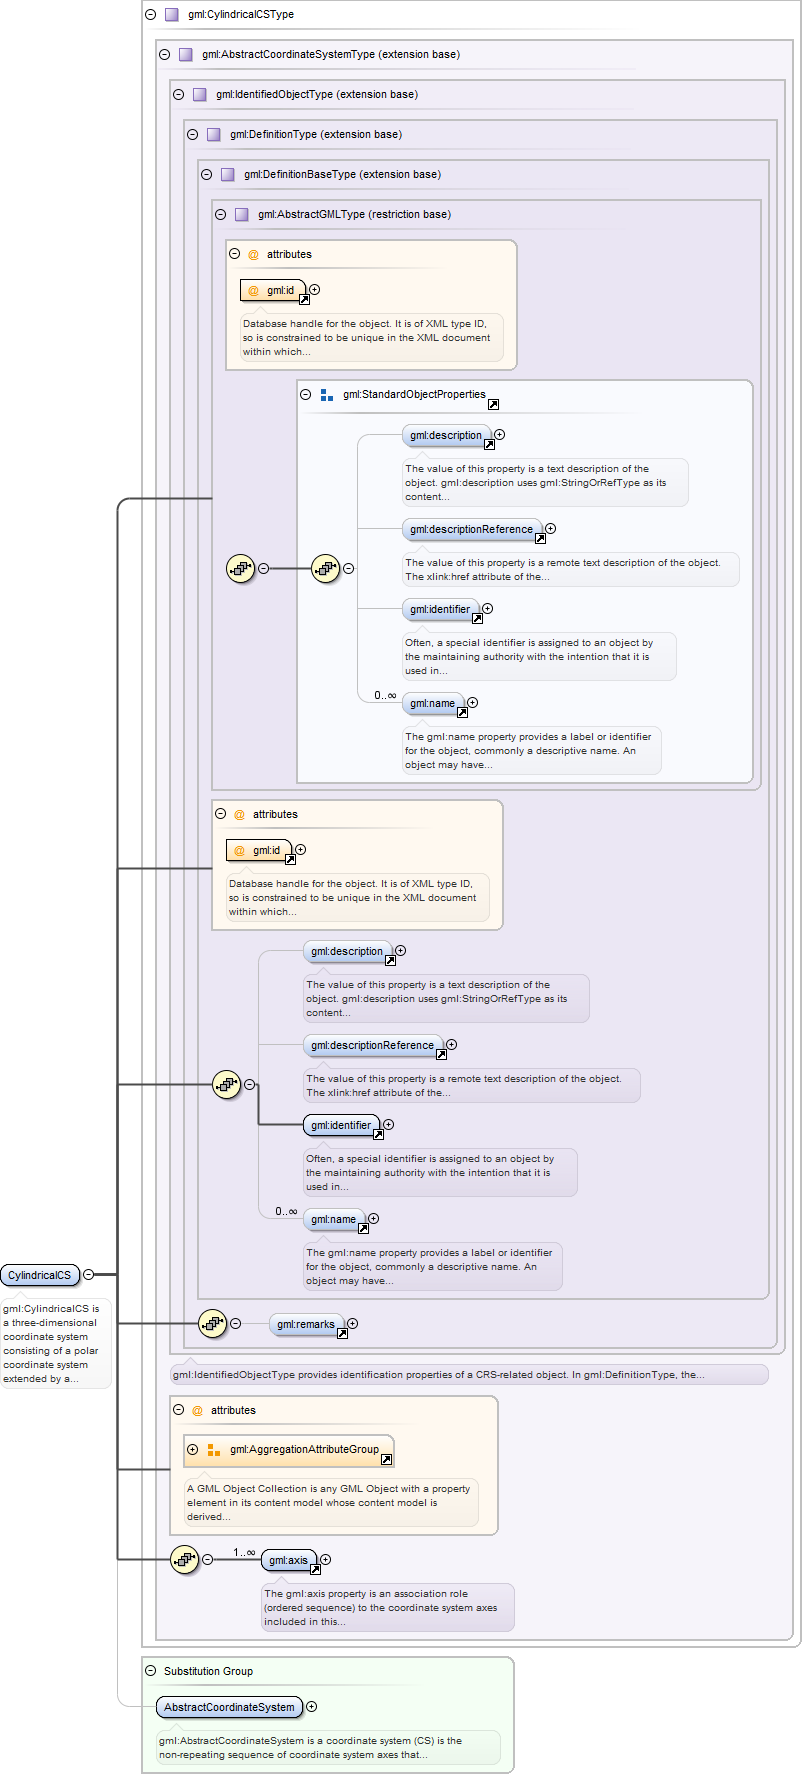 gml:CylindricalCSType
gml:AbstractCoordinateSystemType (extension base)
gml:IdentifiedObjectType (extension base)
gml:DefinitionType (extension base)
gml:DefinitionBaseType (extension base)
gml:AbstractGMLType (restriction base)
@ attributes
@ gml:id
Database handle for the object. It is of XML type ID,
so is constrained to be unique in the XML document
within which...
gml:StandardObjectProperties
gml:description
The value of this property is a text description of the
object. gml:description uses gml:StringOrRefType as its
content...
gml:descriptionReference
The value of this property is a remote text description of the object.
The xlink:href attribute of the...
gml:identifier
Often, a special identifier is assigned to an object by
the maintaining authority with the intention that it is
used in...
0..∞
gml:name
The gml:name property provides a label or identifier
for the object, commonly a descriptive name. An
object may have...
@ attributes
@ gml:id
Database handle for the object. It is of XML type ID,
so is constrained to be unique in the XML document
within which...
gml:description
The value of this property is a text description of the
object. gml:description uses gml:StringOrRefType as its
content...
gml:descriptionReference
The value of this property is a remote text description of the object.
The xlink:href attribute of the...
gml:identifier
Often, a special identifier is assigned to an object by
the maintaining authority with the intention that it is
used in...
0..∞
gml:name
The gml:name property provides a label or identifier
for the object, commonly a descriptive name. An
object may have...
CylindricalCS
gml:CylindricalCS is
a three-dimensional
coordinate system
consisting of a polar
coordinate system
extended by a...
gml:remarks
gml:IdentifiedObjectType provides identification properties of a CRS-related object. In gml:DefinitionType, the...
@ attributes
gml:AggregationAttributeGroup
A GML Object Collection is any GML Object with a property
element in its content model whose content model is
derived...
1..∞
gml:axis
The gml:axis property is an association role
(ordered sequence) to the coordinate system axes
included in this...
Substitution Group
AbstractCoordinateSystem
gml:AbstractCoordinateSystem is a coordinate system (CS) is the
non-repeating sequence of coordinate system axes that...